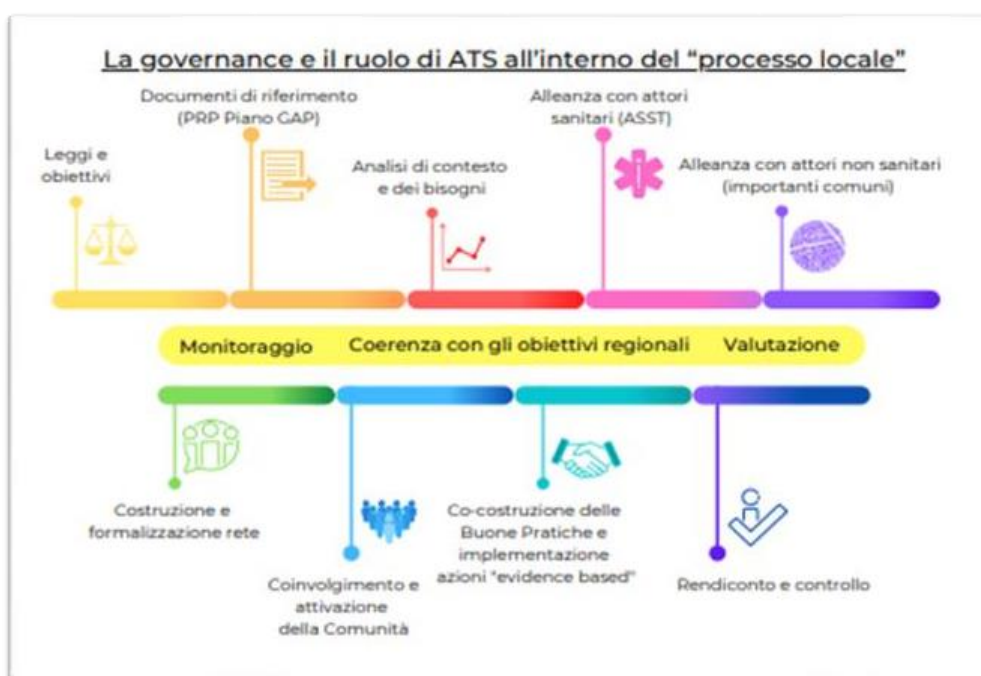 La governance e il ruolo di ATS all'interno del "processo locale"
Documenti di riferimento
(PRP Piano GAP)
Alleanza con attori
sanitari (ASST)
Leggi e
obiettivi
Analisi di contesto
e dei bisogni
Alleanza con attori non sanitari
(importanti comuni)
Monitoraggio
Coerenza con gli obiettivi regionali
Valutazione
Costruzione e
formalizzazione rete
Coinvolgimento e
attivazione
della Comunità
Co-costruzione delle
Buone Pratiche e
implementazione
azioni "evidence based"
Rendiconto e controllo